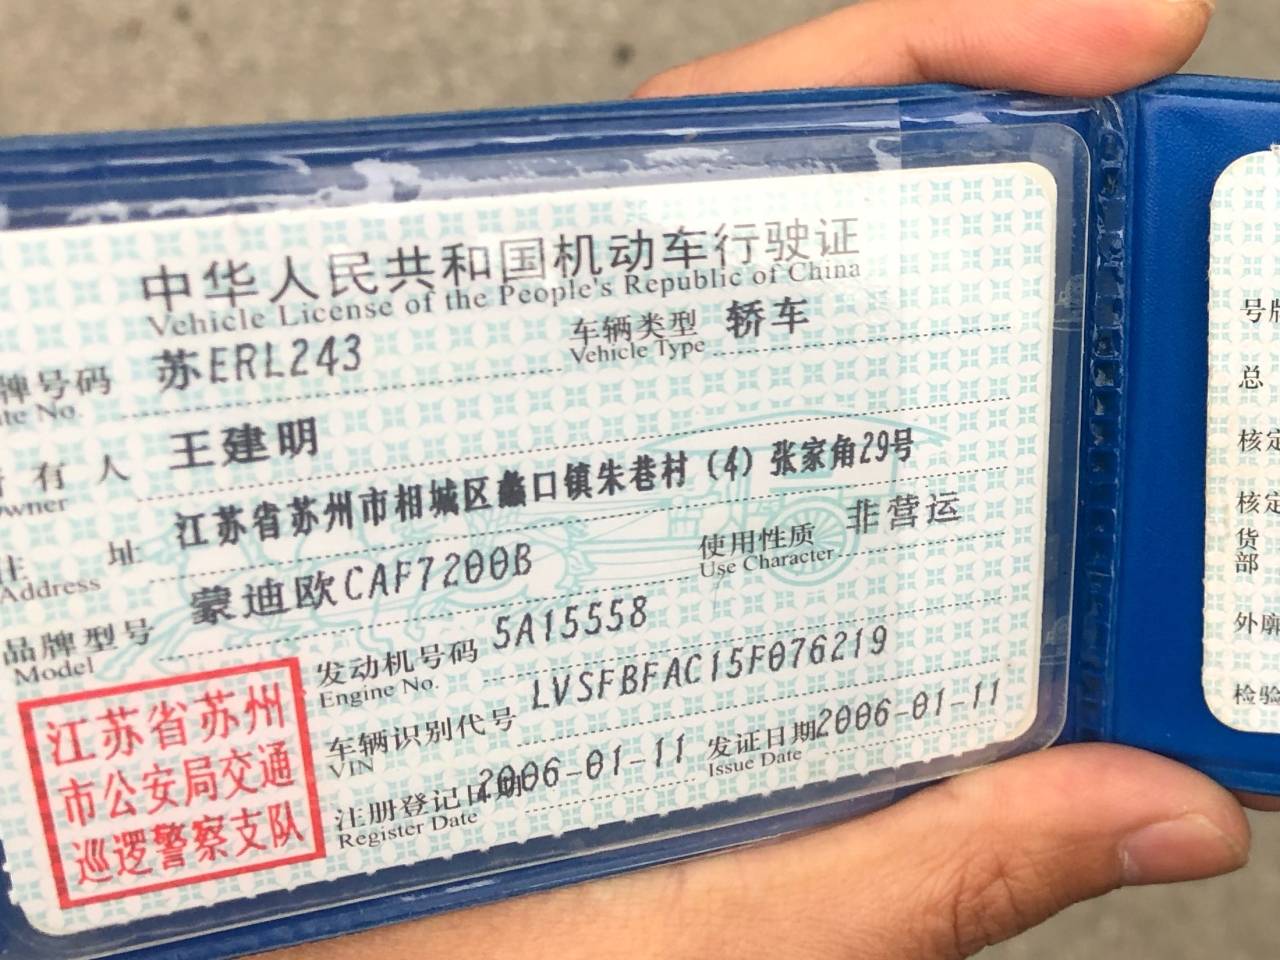 中华人民共和国机动车行驶证
Vehicle License of the People's Republic of China
牌号码 苏ERL243 车辆类型 轿车
te No. Vehicle Type
有人 王建明
wner
址 江苏省苏州市相城区蠡口镇朱巷村(4)张家角29号
Address
使用性质 非营运
Use Character
品牌型号 蒙迪欧CAF7200B
Model
发动机号码 5A15558
Engine No.
车辆识别代号 LVSFBFAC15F076219
VIN
注册登记日期 2006-01-11 发证日期 2006-01-11
Register Date Issue Date
江苏省苏州
市公安局交通
巡逻警察支队
号牌
总
核定
核定
货
部
外廓
检验